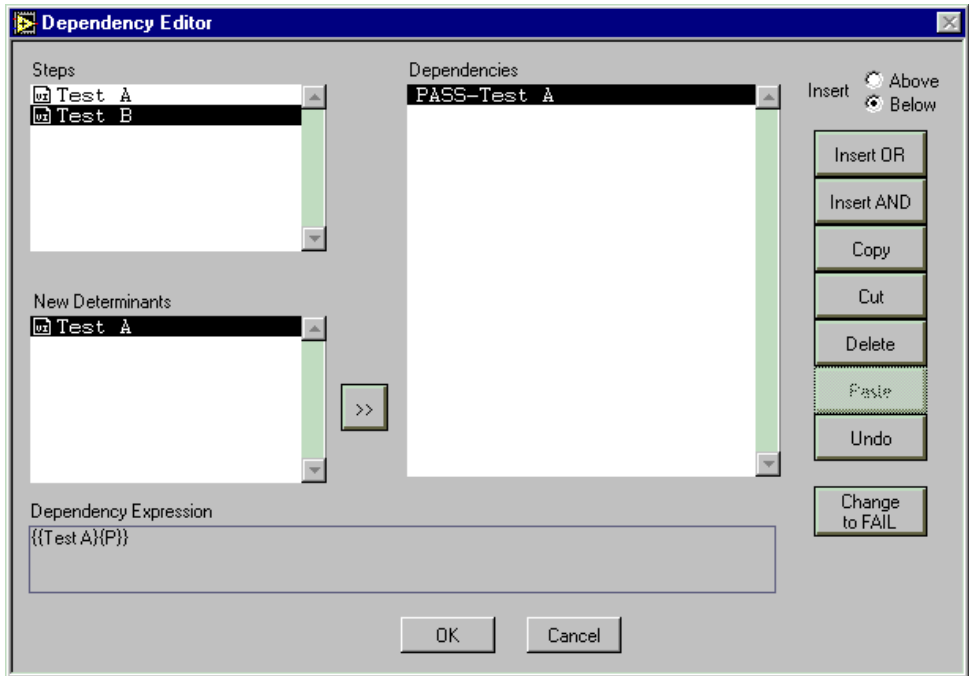 Dependency Editor
Steps
Test A
Test B
New Determinants
Test A
>>
Dependencies
PASS-Test A
Insert
Above
Below
Insert OR
Insert AND
Copy
Cut
Delete
Paste
Undo
Change
to FAIL
Dependency Expression
{{Test A}{P}}
OK
Cancel